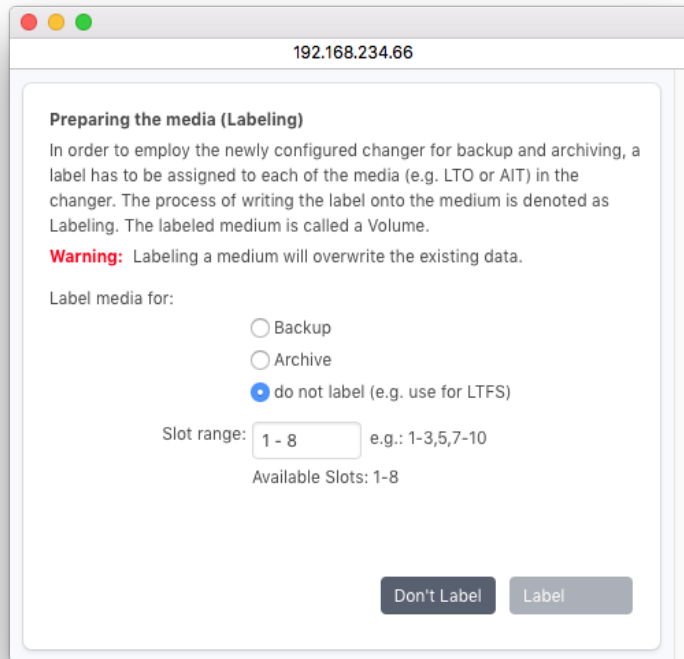 192.168.234.66
Preparing the media (Labeling)
In order to employ the newly configured changer for backup and archiving, a
label has to be assigned to each of the media (e.g. LTO or AIT) in the
changer. The process of writing the label onto the medium is denoted as
Labeling. The labeled medium is called a Volume.
Warning: Labeling a medium will overwrite the existing data.
Label media for:
Backup
Archive
do not label (e.g. use for LTFS)
Slot range: 1 - 8 e.g.: 1-3,5,7-10
Available Slots: 1-8
Don't Label Label